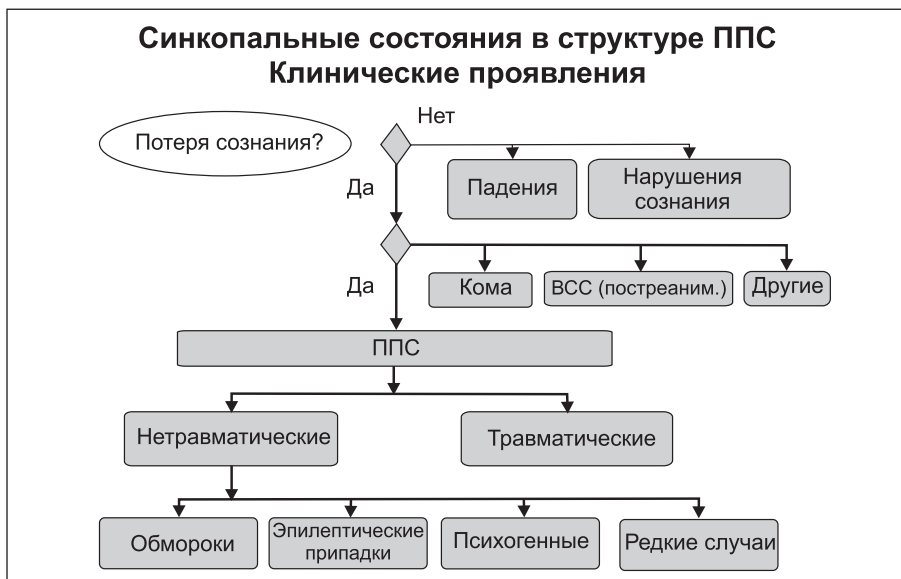 Синкопальные состояния в структуре ППС
Клинические проявления
Нет
Потеря сознания?
Да
Падения
Нарушения
сознания
Да
Кома
ВСС (постреаним.)
Другие
ППС
Нетравматические
Травматические
Обмороки
Эпилептические
припадки
Психогенные
Редкие случаи